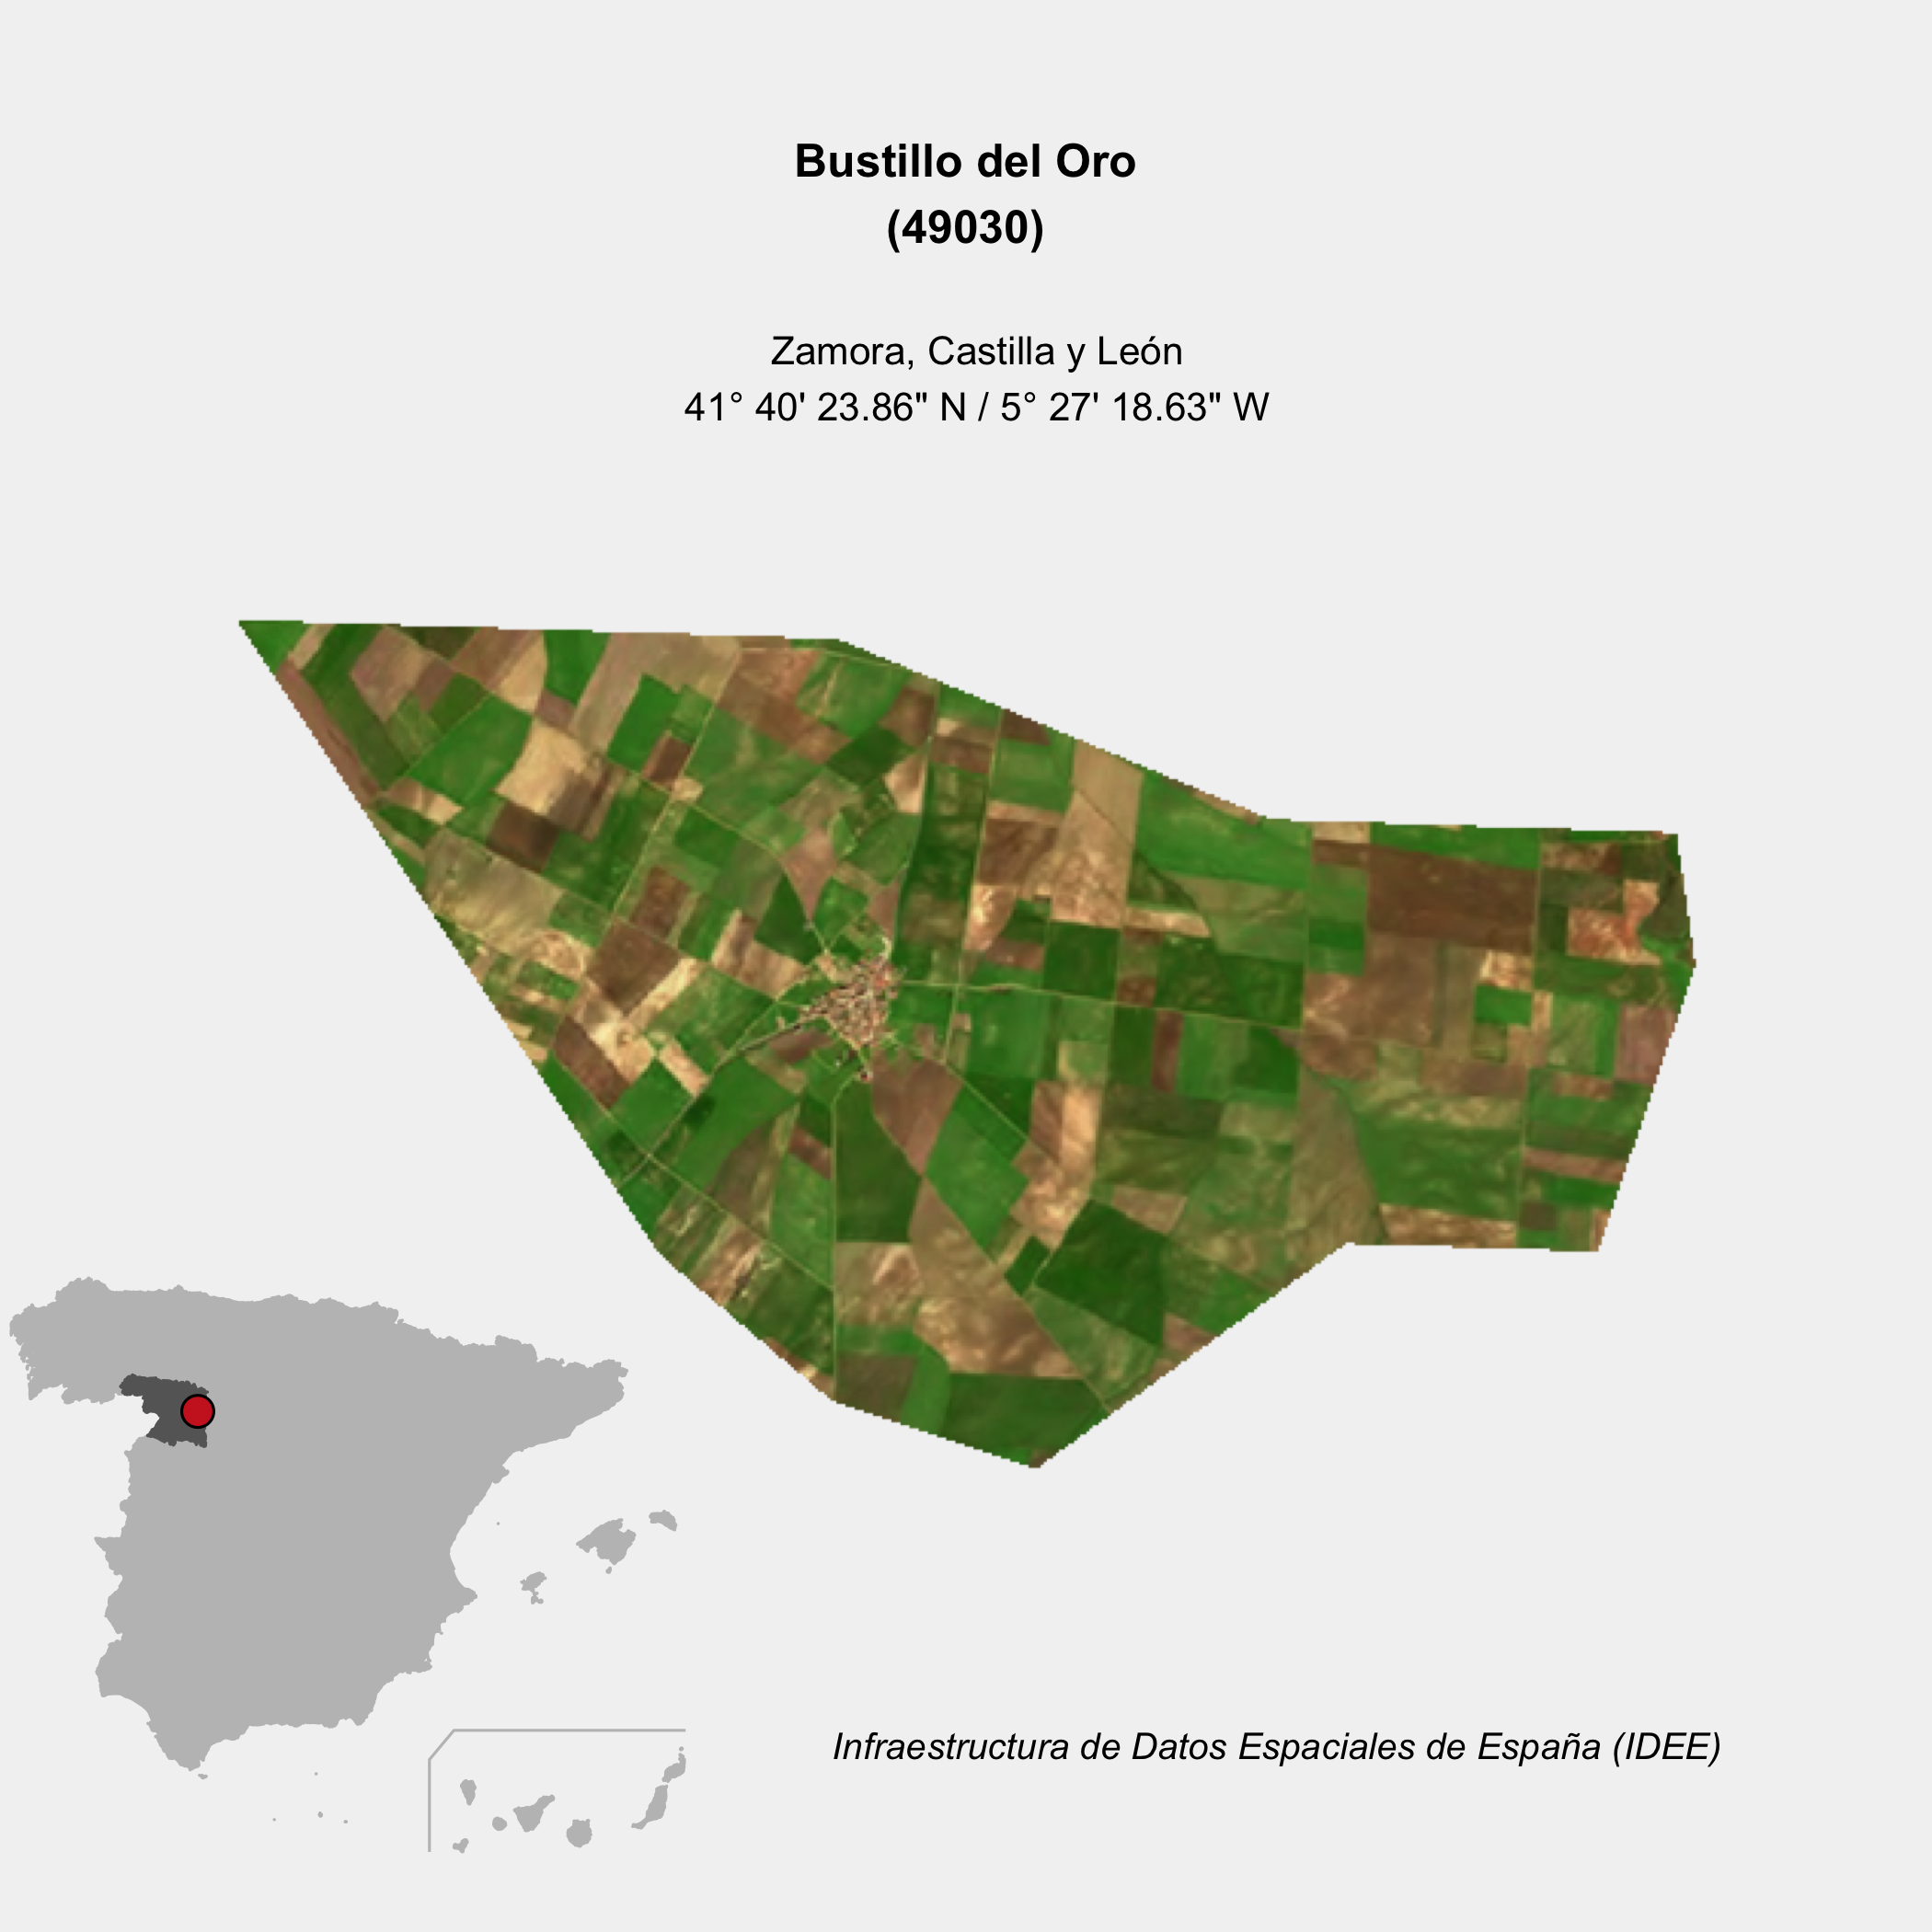 Bustillo del Oro
(49030)
Zamora, Castilla y León
41° 40' 23.86" N / 5° 27' 18.63" W
Infraestructura de Datos Espaciales de España (IDEE)